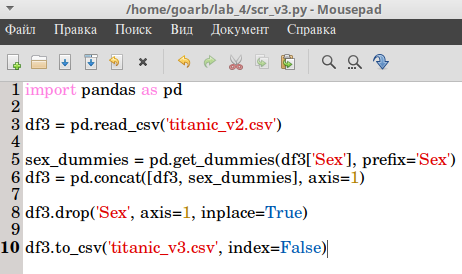 /home/goarb/lab_4/scr_v3.py - Mousepad
Файл Правка Поиск Вид Документ Справка
1 import pandas as pd
2
3 df3 = pd.read_csv('titanic_v2.csv')
4
5 sex_dummies = pd.get_dummies(df3['Sex'], prefix='Sex')
6 df3 = pd.concat([df3, sex_dummies], axis=1)
7
8 df3.drop('Sex', axis=1, inplace=True)
9
10 df3.to_csv('titanic_v3.csv', index=False)